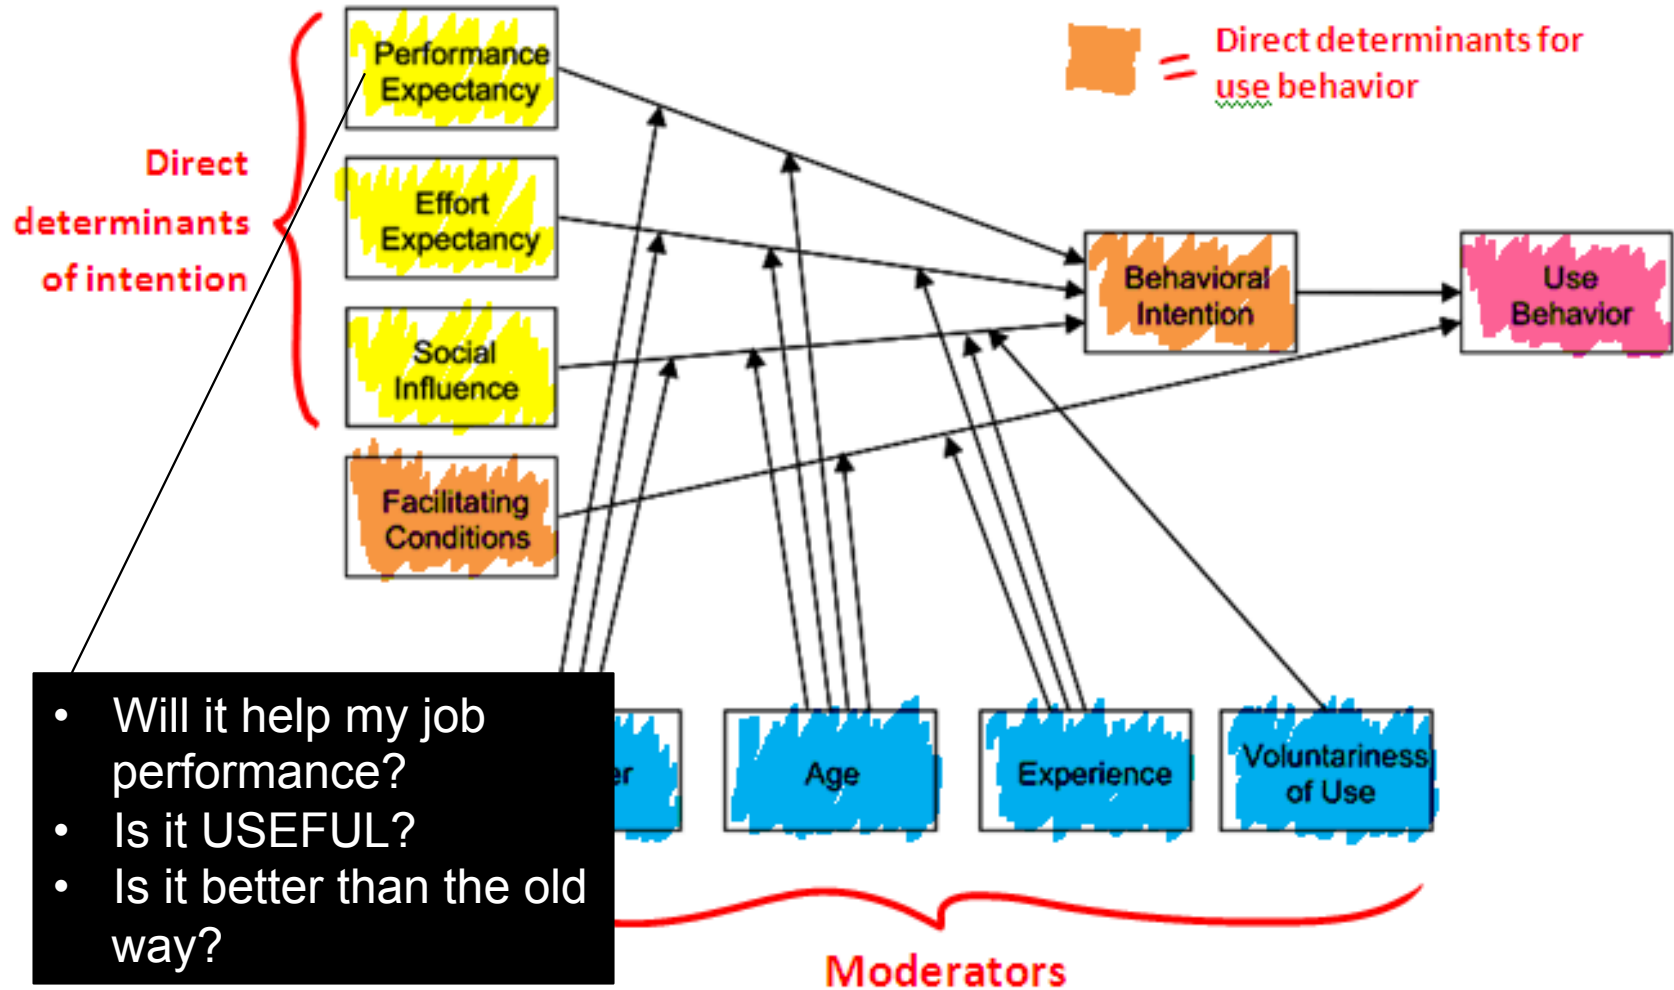 Performance
Expectancy
Direct determinants for
use behavior
Direct
determinants
of intention
Effort
Expectancy
Behavioral
Intention
Use
Behavior
Social
Influence
Facilitating
Conditions
• Will it help my job
performance?
• Is it USEFUL?
• Is it better than the old
way?
er
Age
Experience
Voluntariness
of Use
Moderators